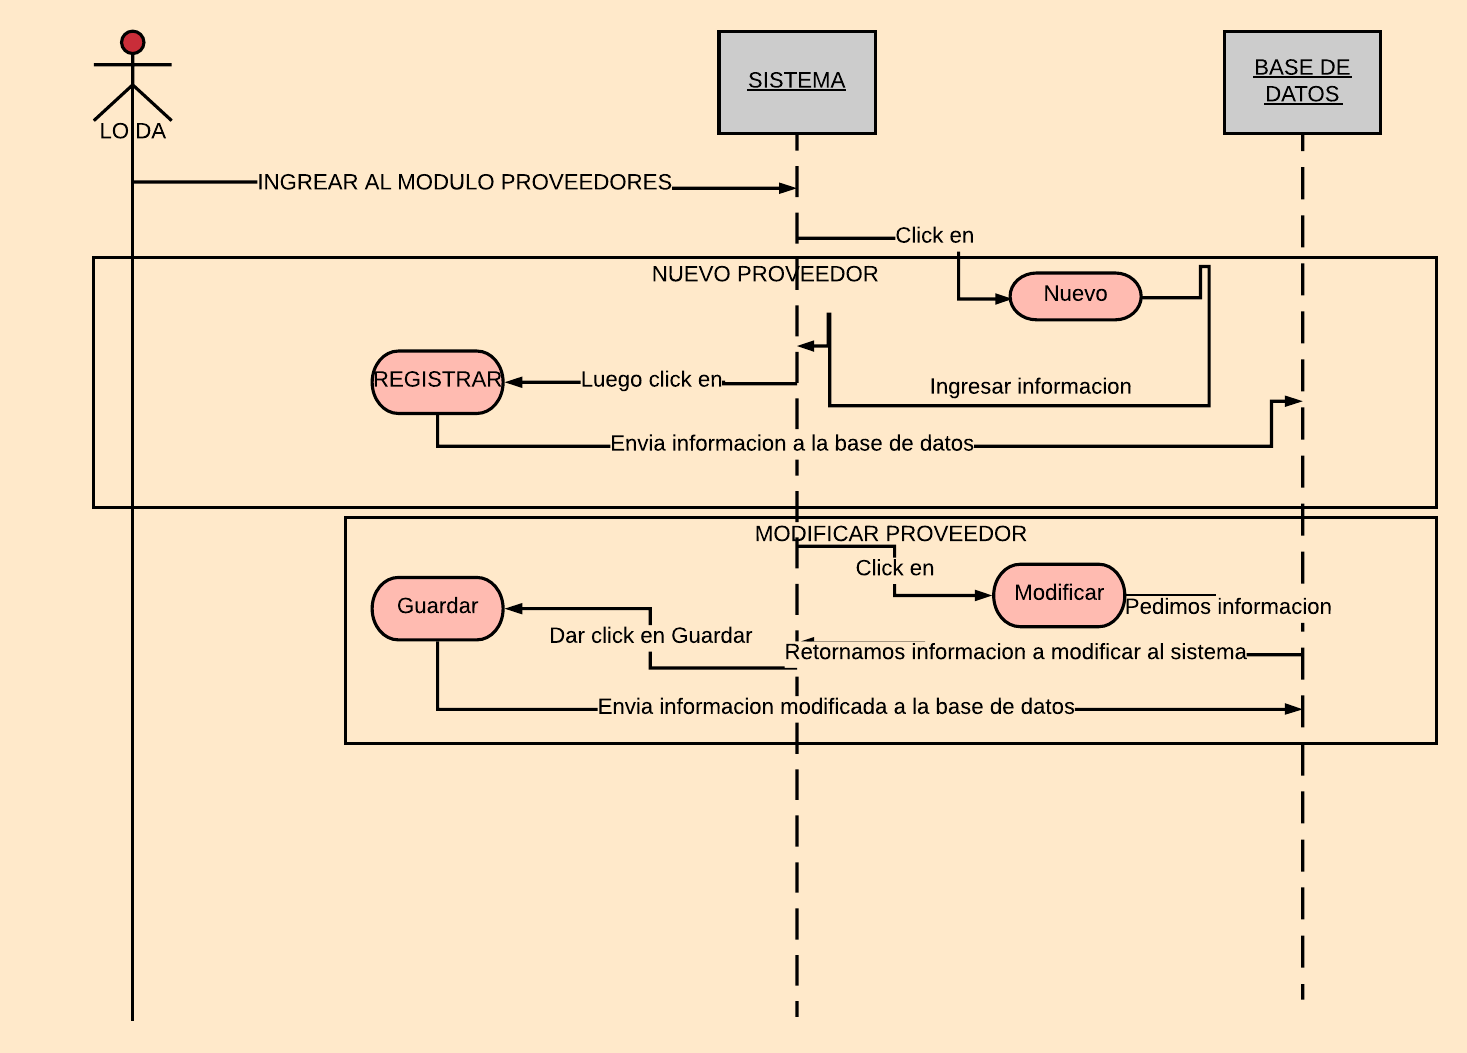 LOIDA
SISTEMA
BASE DE
DATOS
INGREAR AL MODULO PROVEEDORES
Click en
NUEVO PROVEEDOR
Nuevo
REGISTRAR
Luego click en
Ingresar informacion
Envia informacion a la base de datos
MODIFICAR PROVEEDOR
Click en
Modificar
Pedimos informacion
Guardar
Dar click en Guardar
Retornamos informacion a modificar al sistema
Envia informacion modificada a la base de datos